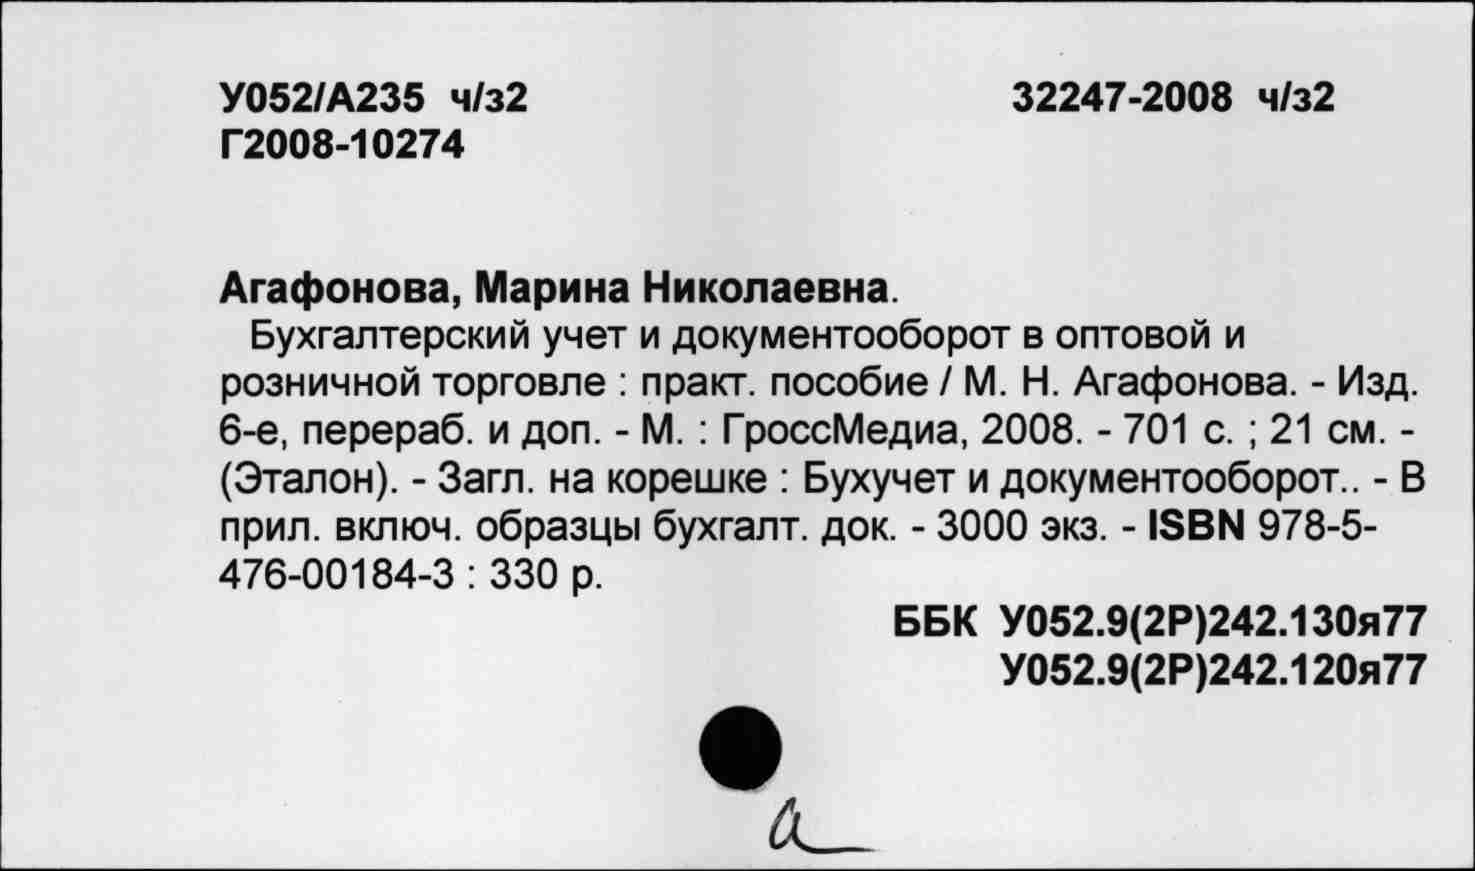 У052/А235 ч/з2 32247-2008 ч/з2
Г2008-10274
Агафонова, Марина Николаевна.
Бухгалтерский учет и документооборот в оптовой и
розничной торговле : практ. пособие / М. Н. Агафонова. - Изд.
6-е, перераб. и доп. - М. : ГроссМедиа, 2008. - 701 с. ; 21 см. -
(Эталон). - Загл. на корешке : Бухучет и документооборот.. - В
прил. включ. образцы бухгалт. док. - 3000 экз. - ISBN 978-5-
476-00184-3 : 330 р.
ББК У052.9(2Р)242.130я77
У052.9(2Р)242.120я77
а